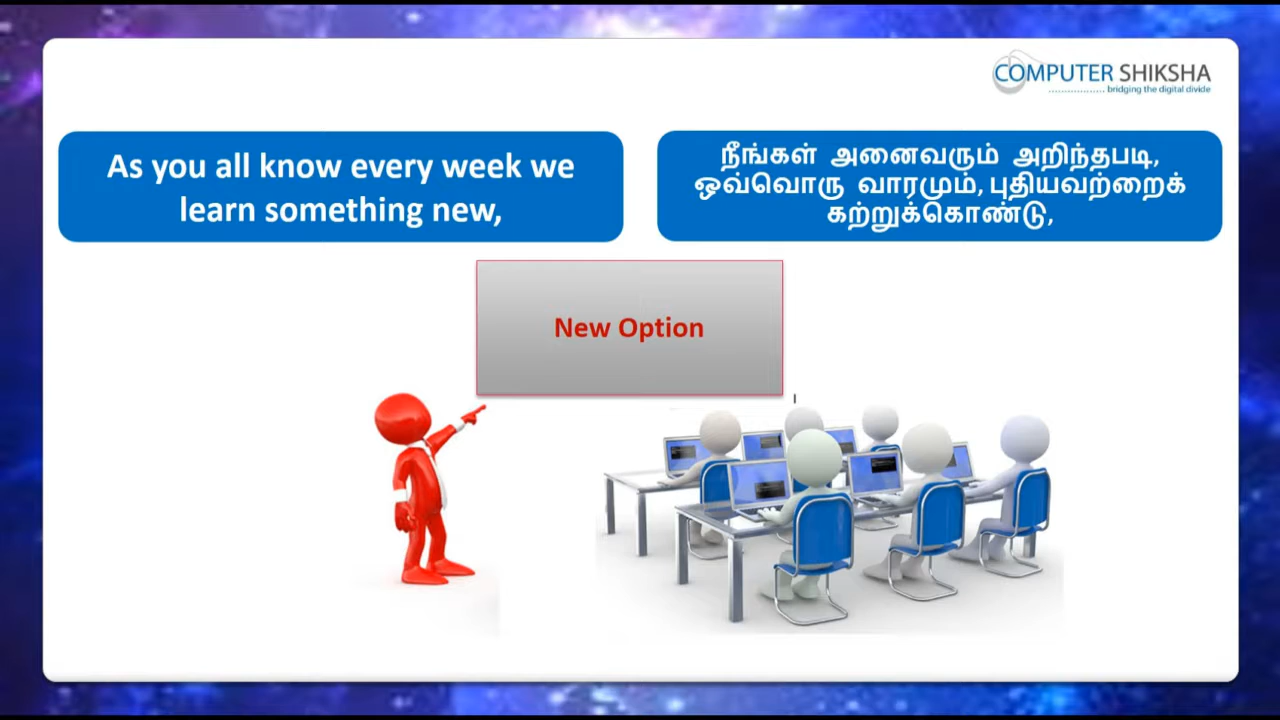 COMPUTER SHIKSHA
bridging the digital divide
As you all know every week we
learn something new,
நீங்கள் அனைவரும் அறிந்தபடி,
ஒவ்வொரு வாரமும், புதியவற்றைக்
கற்றுக்கொண்டு,
New Option